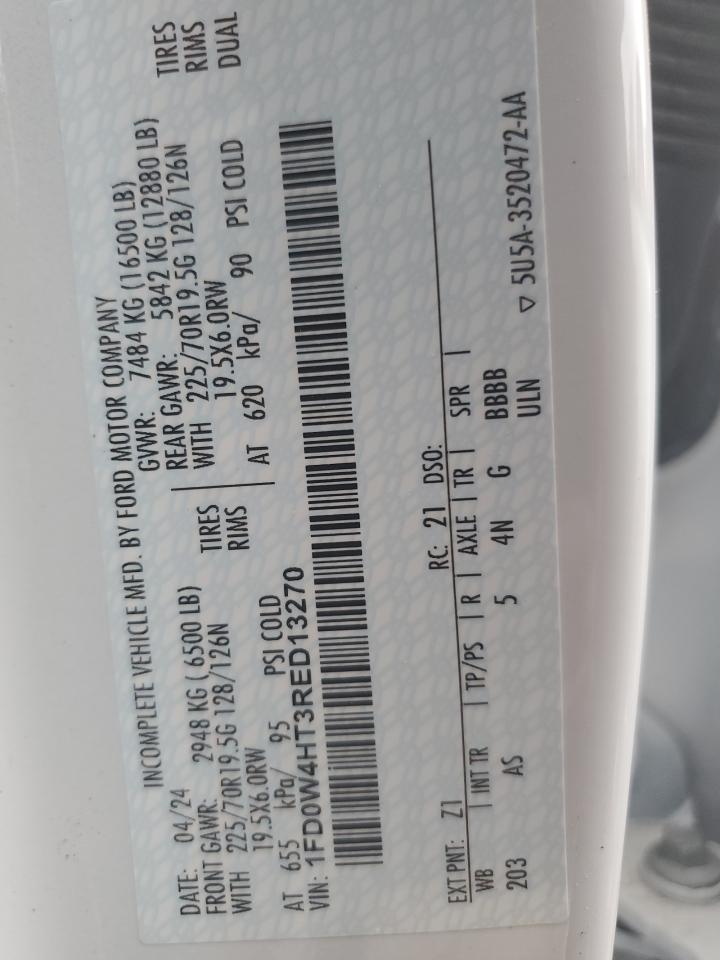 INCOMPLETE VEHICLE MFD. BY FORD MOTOR COMPANY
DATE: 04/24 GVWR: 7484 KG (16500 LB)
FRONT GAWR: 2948 KG ( 6500 LB) REAR GAWR: 5842 KG (12880 LB)
WITH 225/70R19.5G 128/126N TIRES WITH 225/70R19.5G 128/126N TIRES
19.5X6.0RW RIMS 19.5X6.0RW RIMS
AT 655 kPa/ 95 PSI COLD AT 620 kPa/ 90 PSI COLD DUAL
VIN: 1FD0W4HT3RED13270
EXT PNT: Z1 RC: 21 DSO:
WB INT TR TP/PS R AXLE TR SPR
203 AS 5 4N G BBBB
ULN
▽ 5U5A-3520472-AA